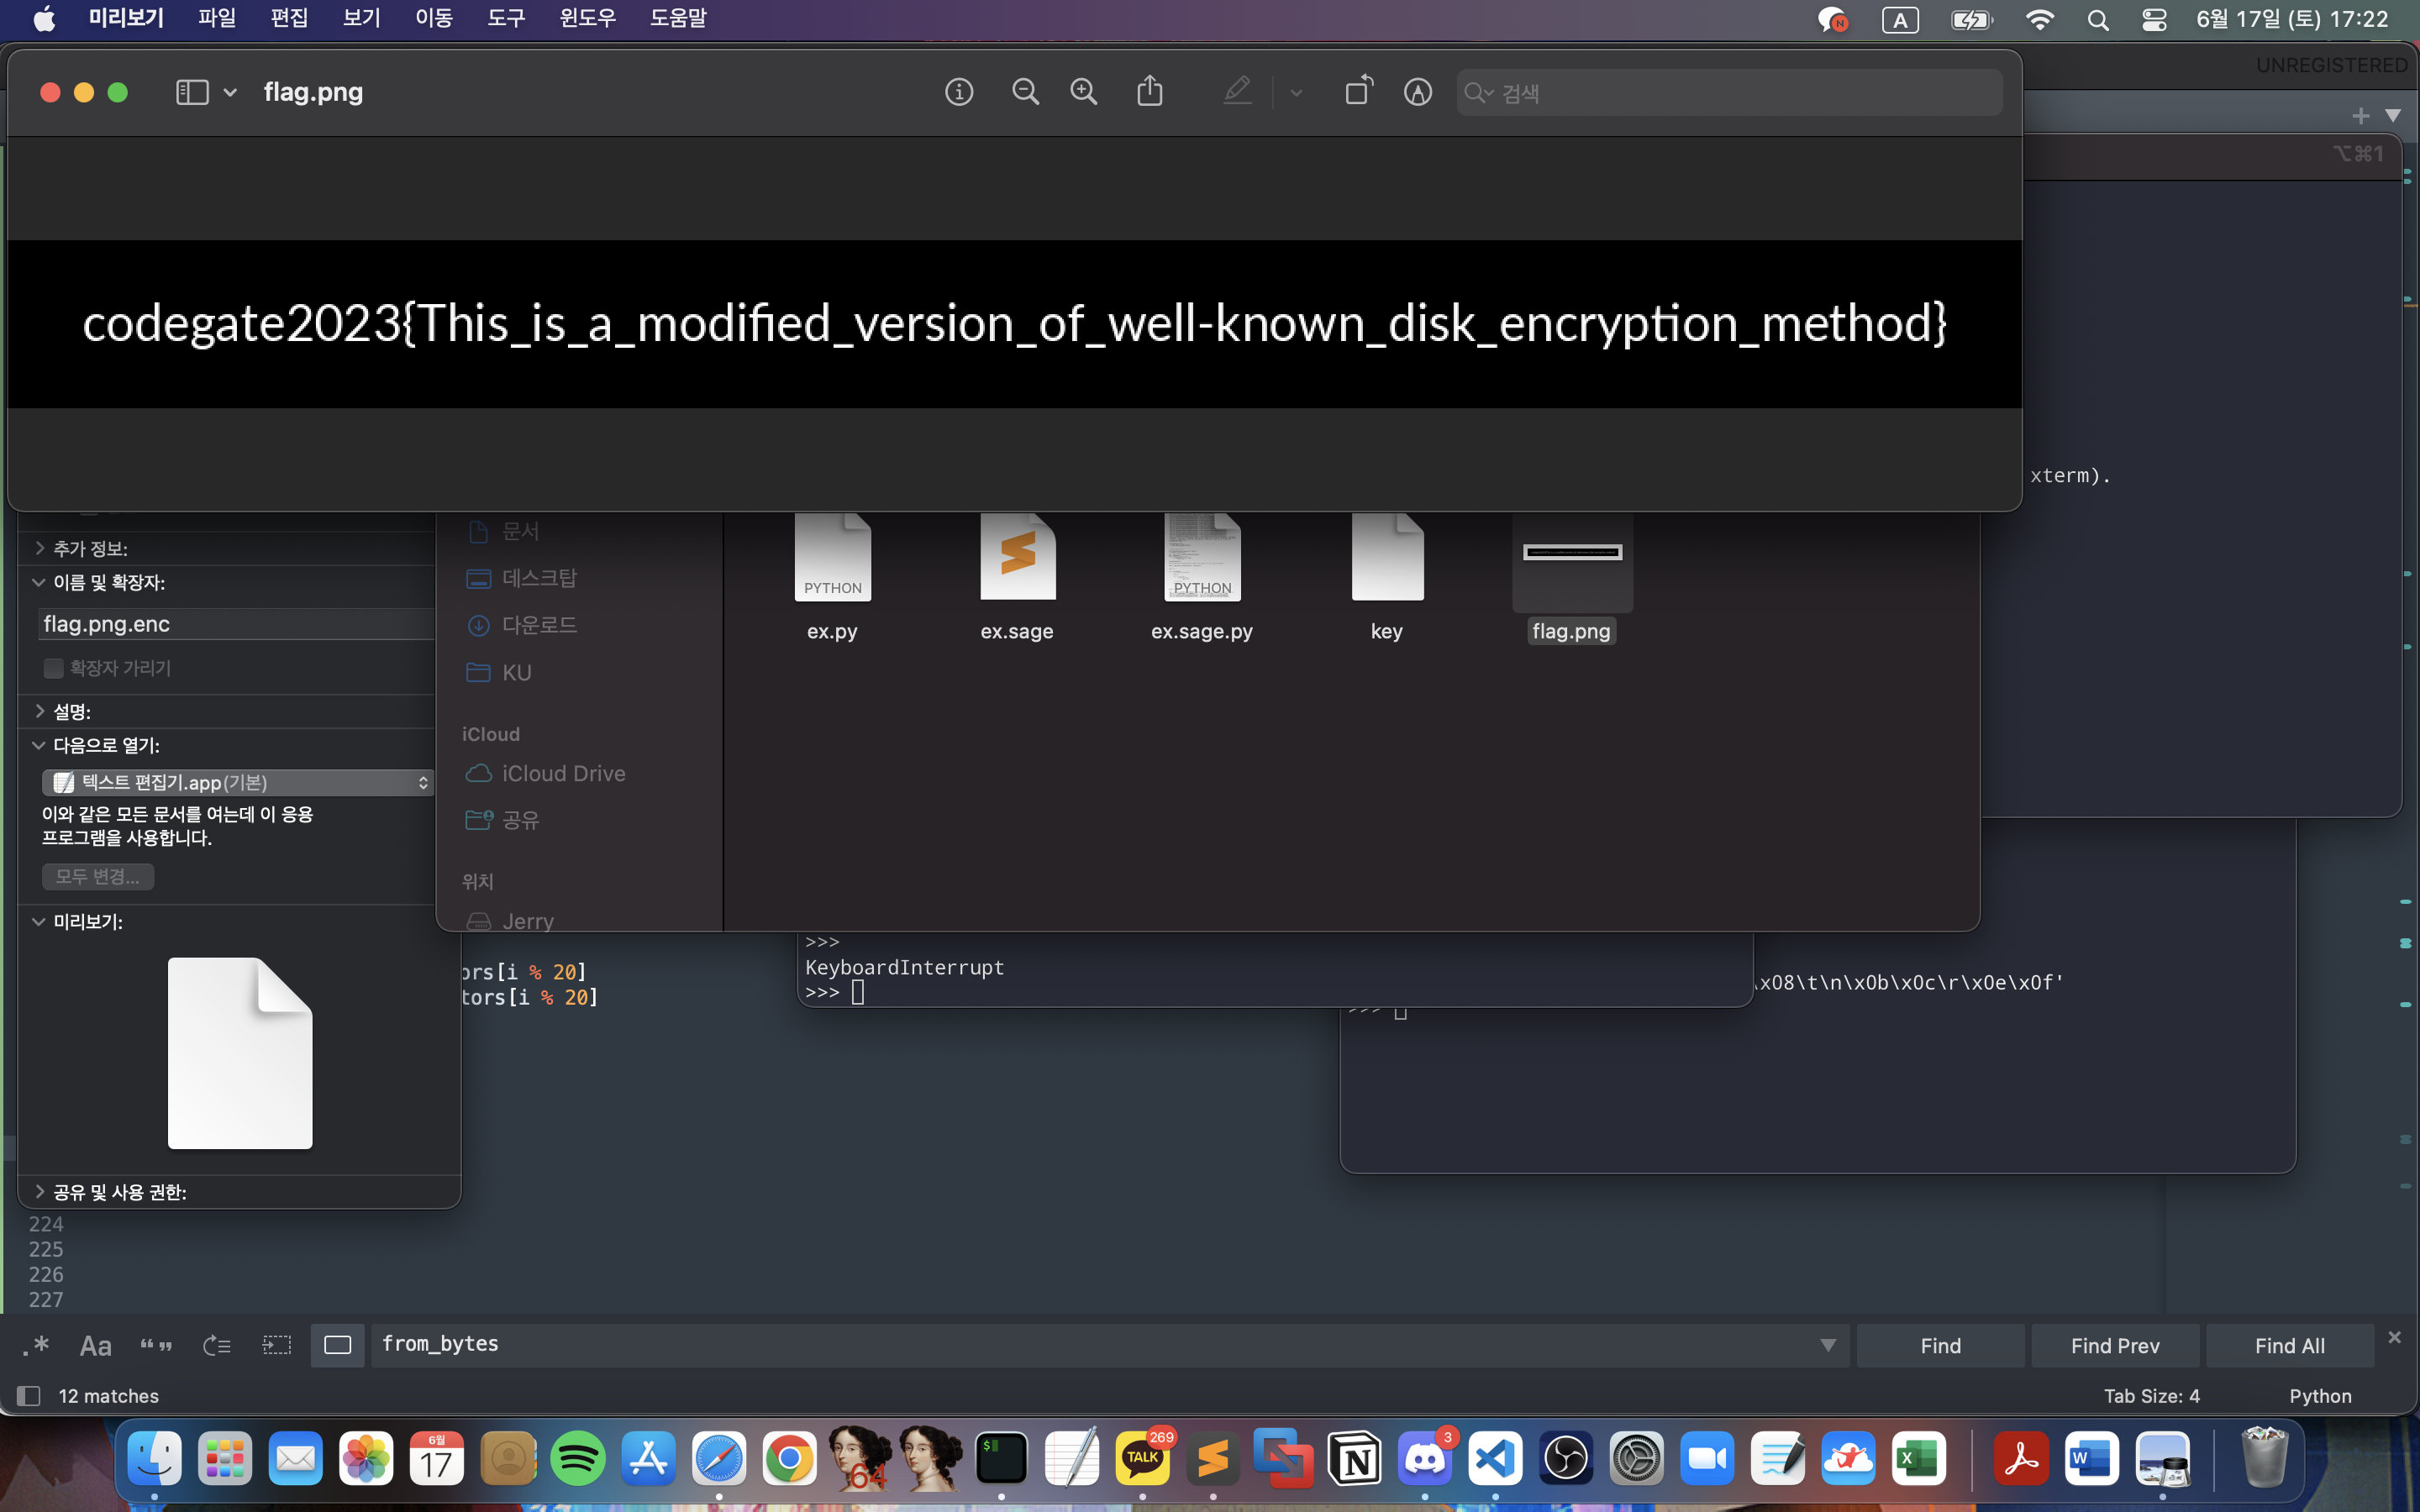 미리보기 파일 편집 보기 이동 도구 윈도우 도움말
A 6월 17일 (토) 17:22
UNREGISTERED
flag.png
검색
⌥⌘1
codegate2023{This_is_a_modified_version_of_well-known_disk_encryption_method}
xterm).
추가 정보:
이름 및 확장자:
flag.png.enc
확장자 가리기
설명:
다음으로 열기:
텍스트 편집기.app(기본)
이와 같은 모든 문서를 여는데 이 응용
프로그램을 사용합니다.
모두 변경...
미리보기:
공유 및 사용 권한:
문서
데스크탑
다운로드
KU
iCloud
iCloud Drive
공유
위치
Jerry
PYTHON
PYTHON
ex.py ex.sage ex.sage.py key flag.png
ors[i % 20]
tors[i % 20]
>>>
KeyboardInterrupt
>>>
\x08\t\n\x0b\x0c\r\x0e\x0f'
>>>
224
225
226
227
.* Aa “ ”
from_bytes
Find Find Prev Find All
12 matches
Tab Size: 4 Python
6월
17
64
$
TALK
269
N
3
X
W